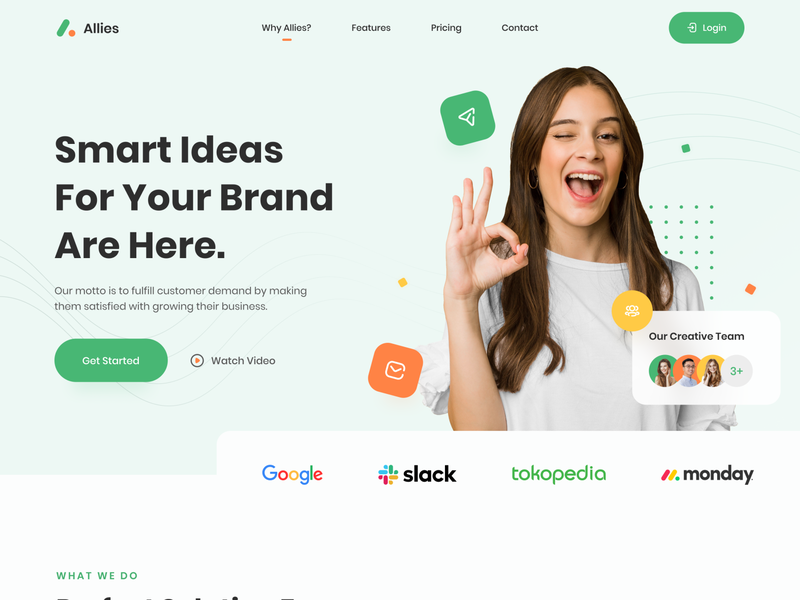 Allies
Why Allies?
Features
Pricing
Contact
Login
Smart Ideas
For Your Brand
Are Here.
Our motto is to fulfill customer demand by making
them satisfied with growing their business.
Get Started
Watch Video
Our Creative Team
3+
Google
slack
tokopedia
monday
WHAT WE DO